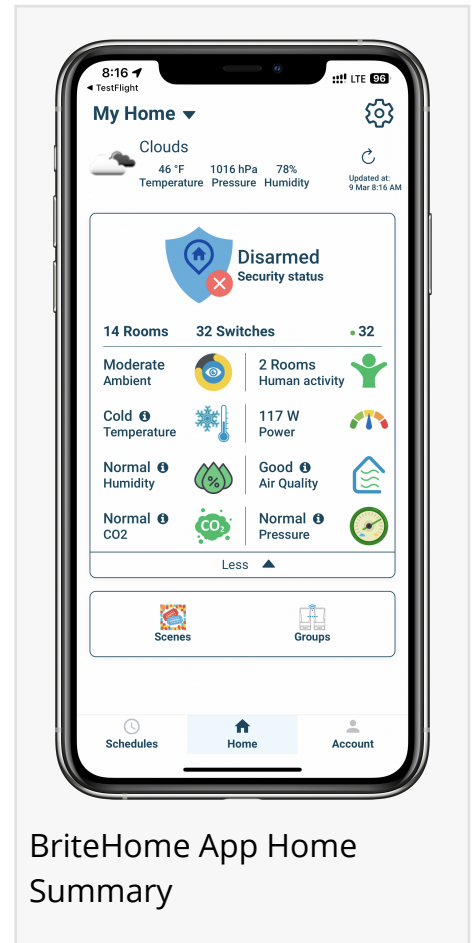 8:16 LTE 96
◀ TestFlight
My Home
Clouds
46 °F 1016 hPa 78%
Temperature Pressure Humidity
Updated at:
9 Mar 8:16 AM
Disarmed
Security status
14 Rooms 32 Switches 32
Moderate
Ambient
2 Rooms
Human activity
Cold
Temperature
117 W
Power
Normal
Humidity
%
Good
Air Quality
Normal
CO2
CO₂
Normal
Pressure
Less
Scenes Groups
Schedules Home Account
BriteHome App Home
Summary